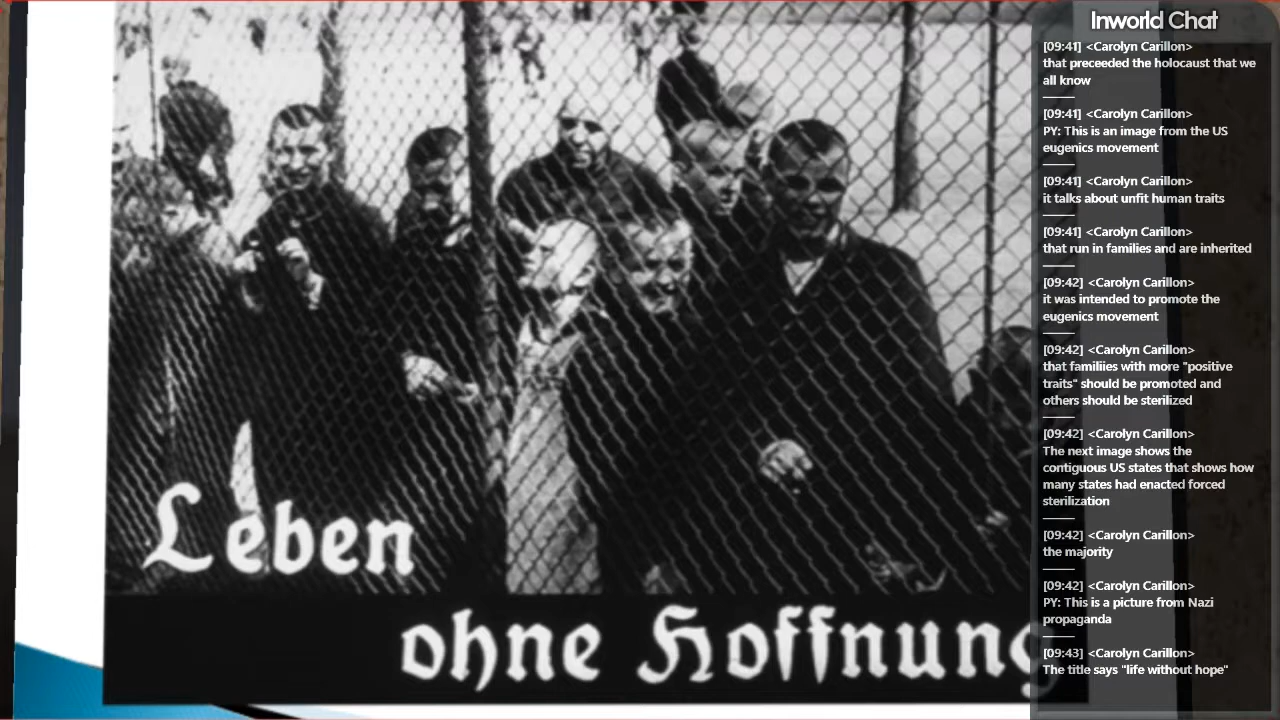 Leben
ohne Hoffnung
Inworld Chat
[09:41] <Carolyn Carillon>
that preceeded the holocaust that we
all know
[09:41] <Carolyn Carillon>
PY: This is an image from the US
eugenics movement
[09:41] <Carolyn Carillon>
it talks about unfit human traits
[09:41] <Carolyn Carillon>
that run in families and are inherited
[09:42] <Carolyn Carillon>
it was intended to promote the
eugenics movement
[09:42] <Carolyn Carillon>
that familiies with more "positive
traits" should be promoted and
others should be sterilized
[09:42] <Carolyn Carillon>
The next image shows the
contiguous US states that shows how
many states had enacted forced
sterilization
[09:42] <Carolyn Carillon>
the majority
[09:42] <Carolyn Carillon>
PY: This is a picture from Nazi
propaganda
[09:43] <Carolyn Carillon>
The title says "life without hope"